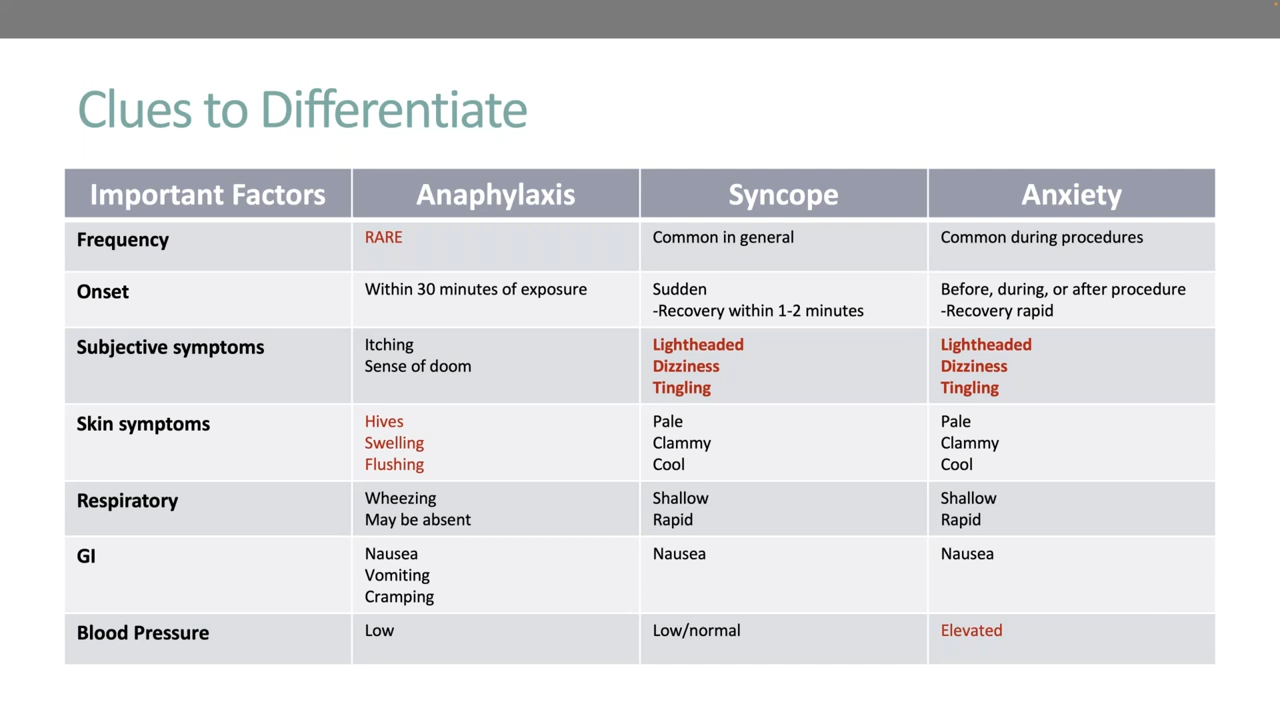 Clues to Differentiate
Important Factors
Anaphylaxis
Syncope
Anxiety
Frequency
RARE
Common in general
Common during procedures
Onset
Within 30 minutes of exposure
Sudden
-Recovery within 1-2 minutes
Before, during, or after procedure
-Recovery rapid
Subjective symptoms
Itching
Sense of doom
Lightheaded
Dizziness
Tingling
Lightheaded
Dizziness
Tingling
Skin symptoms
Hives
Swelling
Flushing
Pale
Clammy
Cool
Pale
Clammy
Cool
Respiratory
Wheezing
May be absent
Shallow
Rapid
Shallow
Rapid
GI
Nausea
Vomiting
Cramping
Nausea
Nausea
Blood Pressure
Low
Low/normal
Elevated